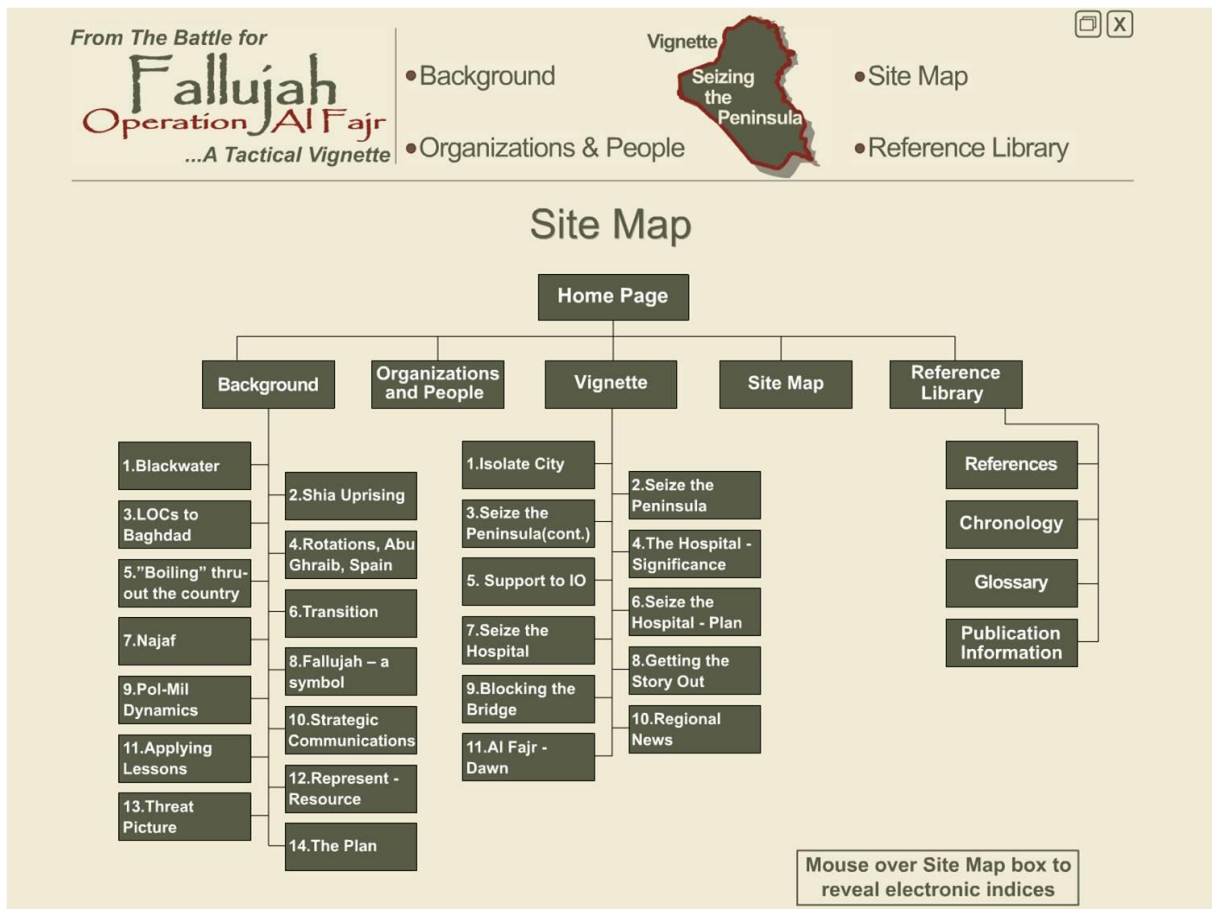 From The Battle for
Fallujah
Operation Al Fajr
...A Tactical Vignette
•Background
•Organizations & People
Vignette
Seizing
the
Peninsula
•Site Map
•Reference Library
X
Site Map
Home Page
Background
Organizations
and People
Vignette
Site Map
Reference
Library
1.Blackwater
2.Shia Uprising
3.LOCs to
Baghdad
4.Rotations, Abu
Ghraib, Spain
5.”Boiling” thru-
out the country
6.Transition
7.Najaf
8.Fallujah – a
symbol
9.Pol-Mil
Dynamics
10.Strategic
Communications
11.Applying
Lessons
12.Represent -
Resource
13.Threat
Picture
14.The Plan
1.Isolate City
2.Seize the
Peninsula
3.Seize the
Peninsula(cont.)
4.The Hospital -
Significance
5. Support to IO
6.Seize the
Hospital - Plan
7.Seize the
Hospital
8.Getting the
Story Out
9.Blocking the
Bridge
10.Regional
News
11.Al Fajr -
Dawn
References
Chronology
Glossary
Publication
Information
Mouse over Site Map box to
reveal electronic indices